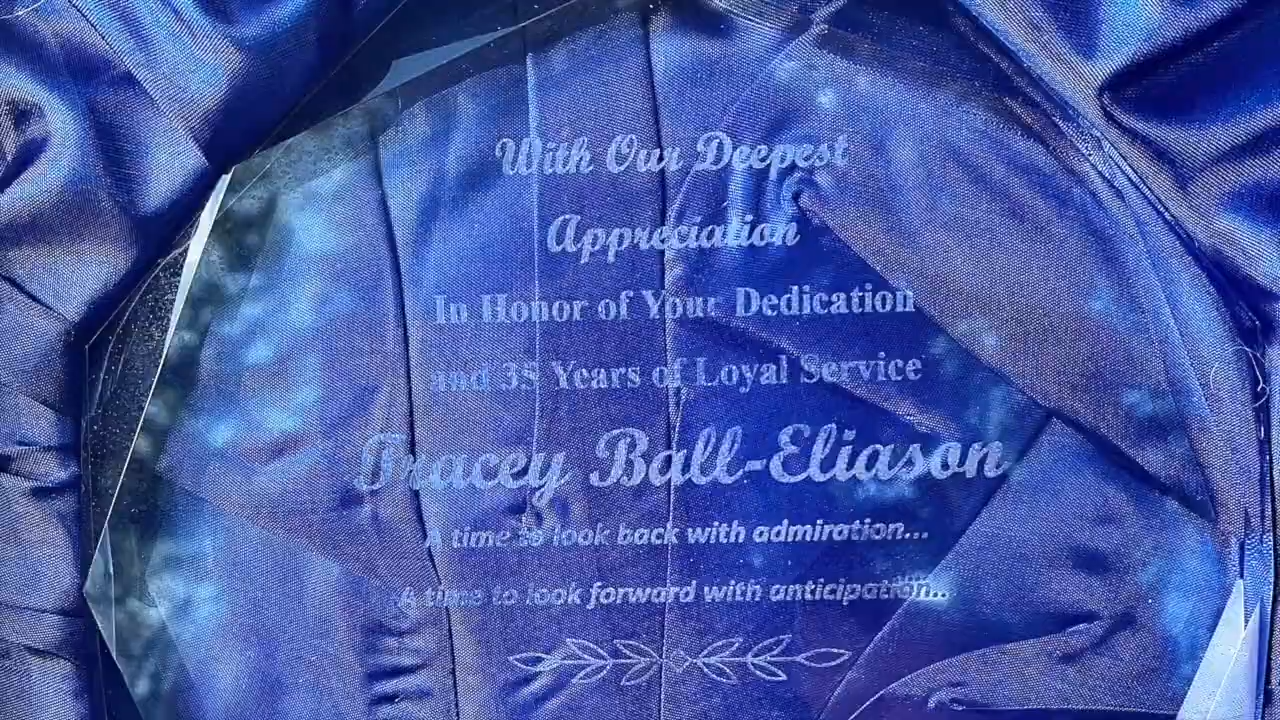 With Our Deepest
Appreciation
In Honor of Your Dedication
and 35 Years of Loyal Service
Tracey Ball-Eliason
A time to look back with admiration...
A time to look forward with anticipation...